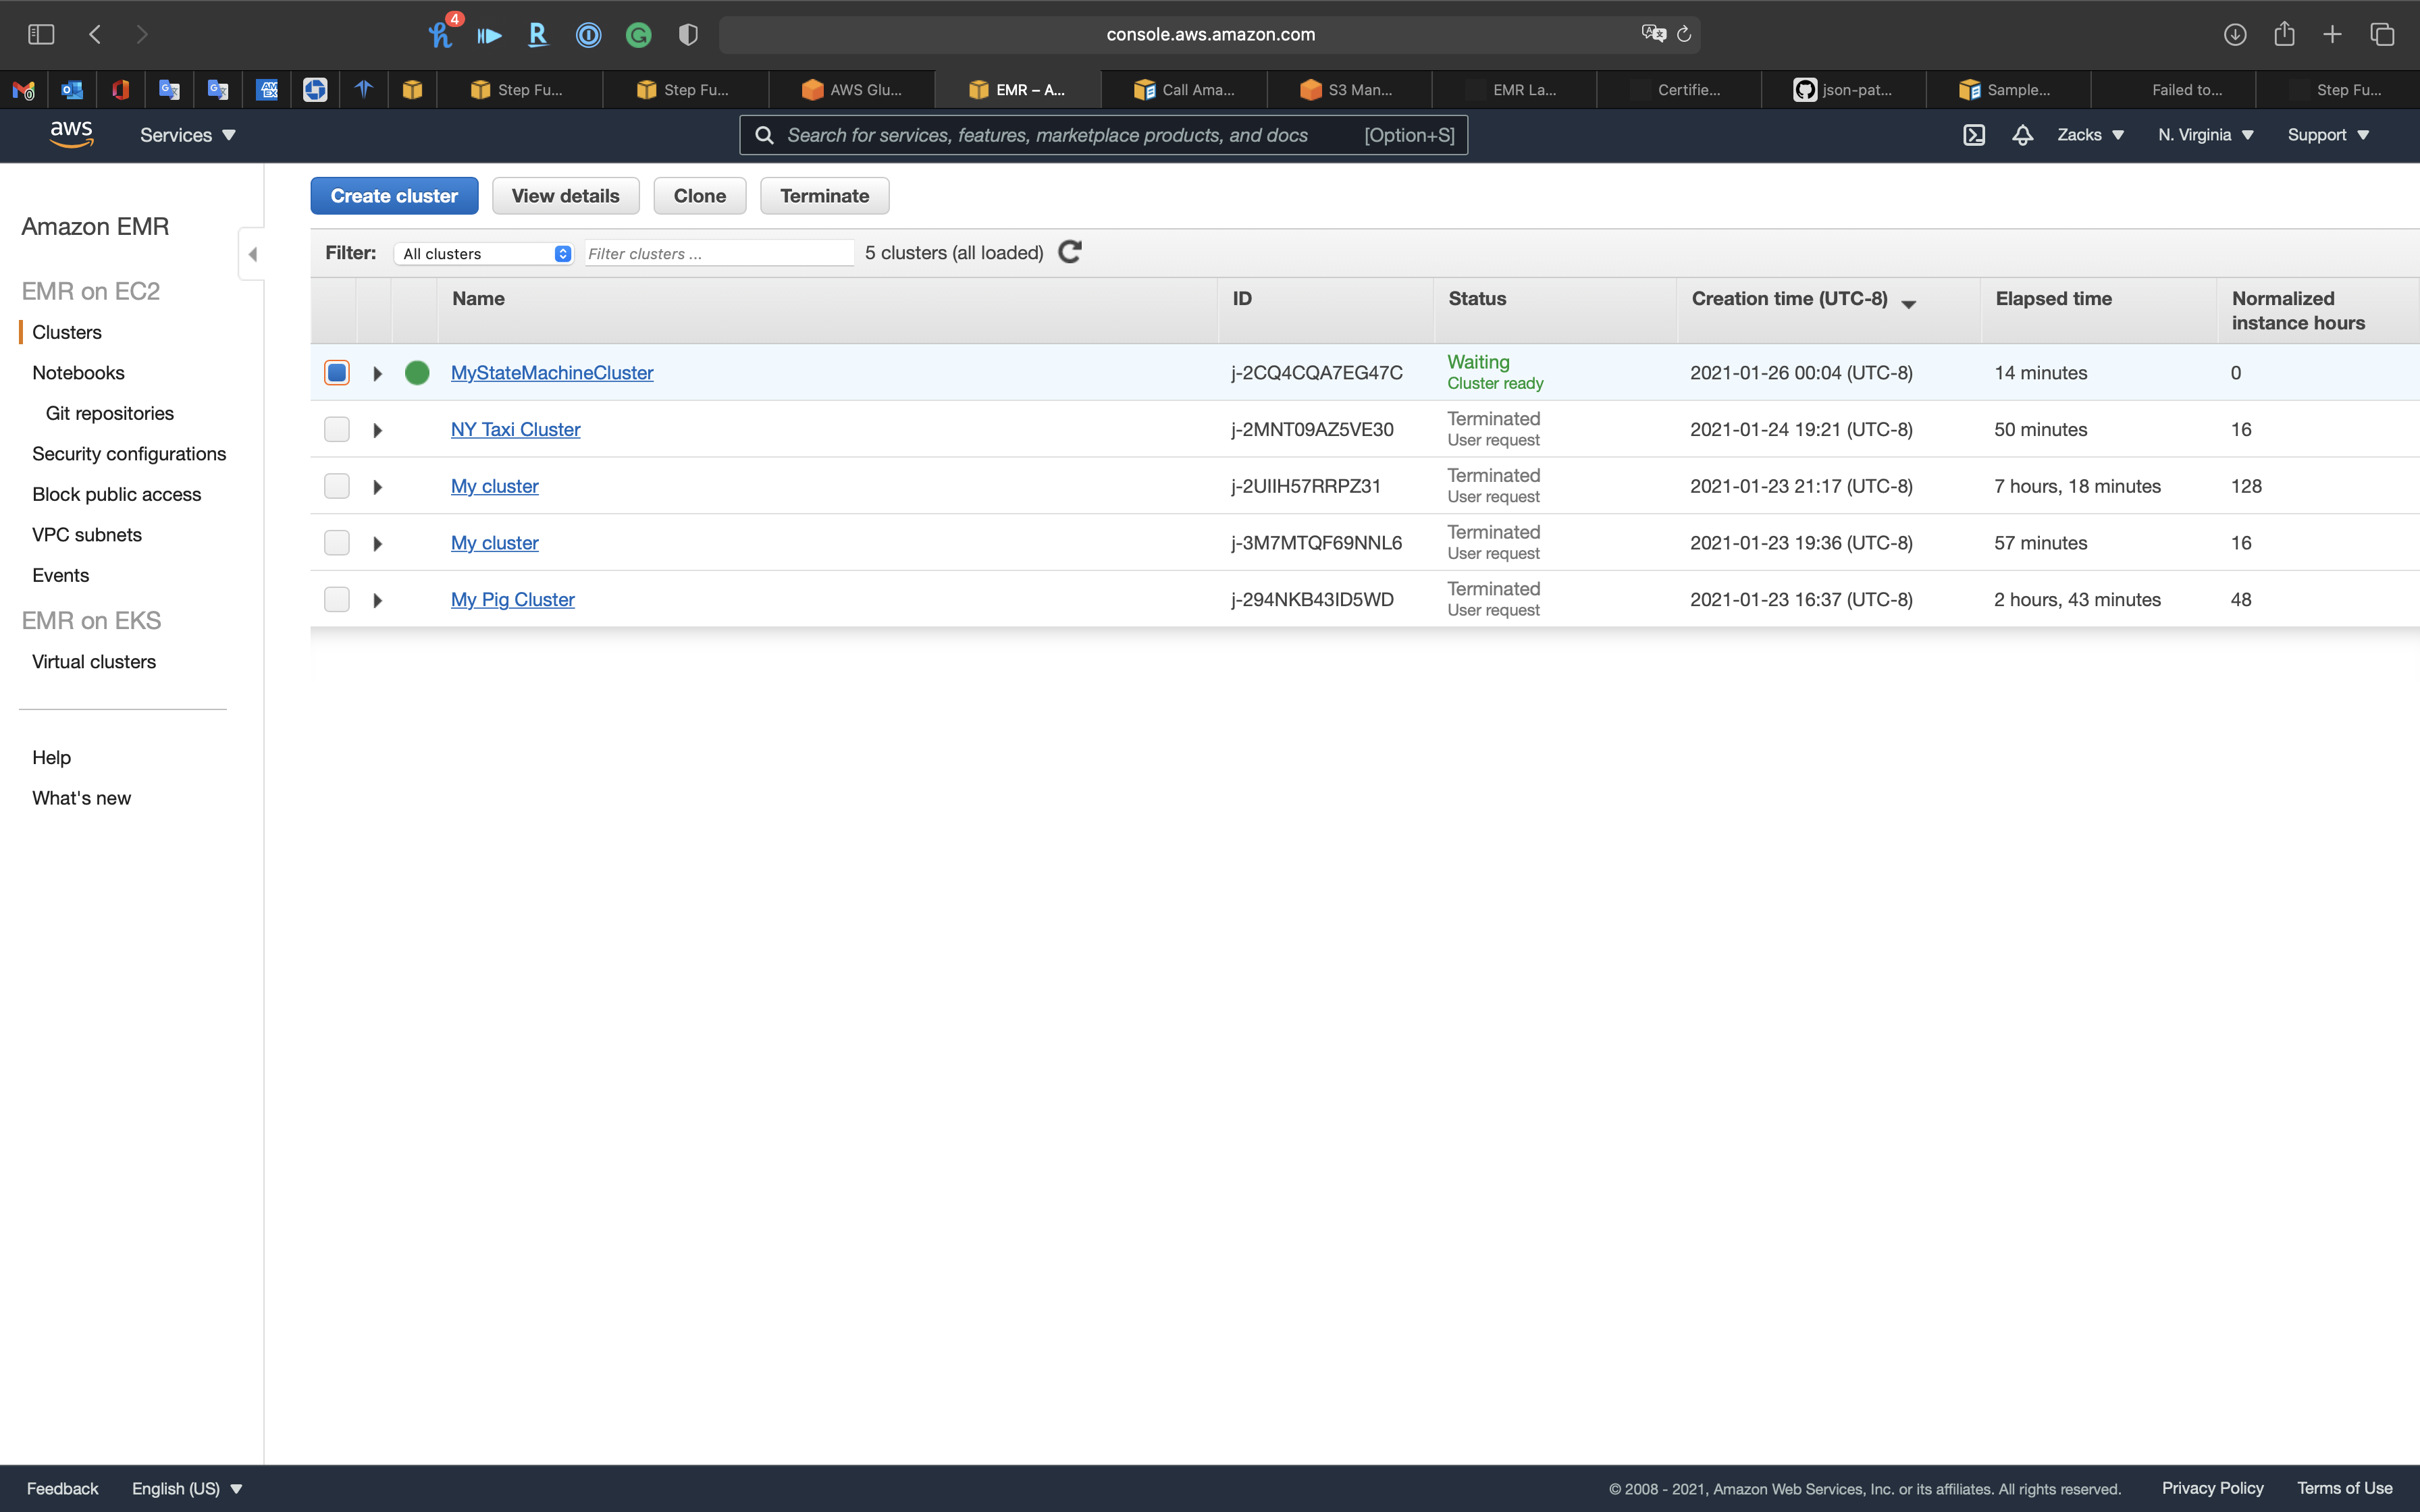 4
console.aws.amazon.com
Step Fu...
Step Fu...
AWS Glu...
EMR – A...
Call Ama...
S3 Man...
EMR La...
Certifie...
json-pat...
Sample...
Failed to...
Step Fu...
aws
Services
Search for services, features, marketplace products, and docs [Option+S]
Zacks
N. Virginia
Support
Amazon EMR
EMR on EC2
Clusters
Notebooks
Git repositories
Security configurations
Block public access
VPC subnets
Events
EMR on EKS
Virtual clusters
Help
What's new
Create cluster View details Clone Terminate
Filter: All clusters Filter clusters ... 5 clusters (all loaded)
Name ID Status Creation time (UTC-8) Elapsed time Normalized instance hours
MyStateMachineCluster j-2CQ4CQA7EG47C Waiting Cluster ready 2021-01-26 00:04 (UTC-8) 14 minutes 0
NY Taxi Cluster j-2MNT09AZ5VE30 Terminated User request 2021-01-24 19:21 (UTC-8) 50 minutes 16
My cluster j-2UIIH57RRPZ31 Terminated User request 2021-01-23 21:17 (UTC-8) 7 hours, 18 minutes 128
My cluster j-3M7MTQF69NNL6 Terminated User request 2021-01-23 19:36 (UTC-8) 57 minutes 16
My Pig Cluster j-294NKB43ID5WD Terminated User request 2021-01-23 16:37 (UTC-8) 2 hours, 43 minutes 48
Feedback English (US) © 2008 - 2021, Amazon Web Services, Inc. or its affiliates. All rights reserved. Privacy Policy Terms of Use